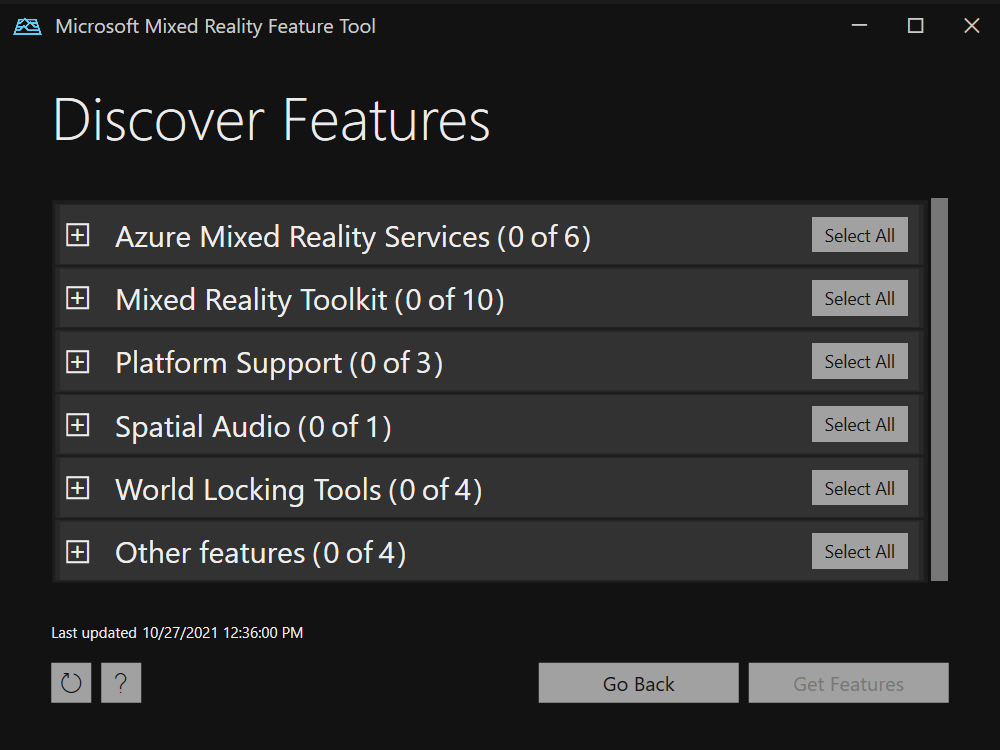 Microsoft Mixed Reality Feature Tool
Discover Features
Azure Mixed Reality Services (0 of 6) Select All
Mixed Reality Toolkit (0 of 10) Select All
Platform Support (0 of 3) Select All
Spatial Audio (0 of 1) Select All
World Locking Tools (0 of 4) Select All
Other features (0 of 4) Select All
Last updated 10/27/2021 12:36:00 PM
? Go Back Get Features